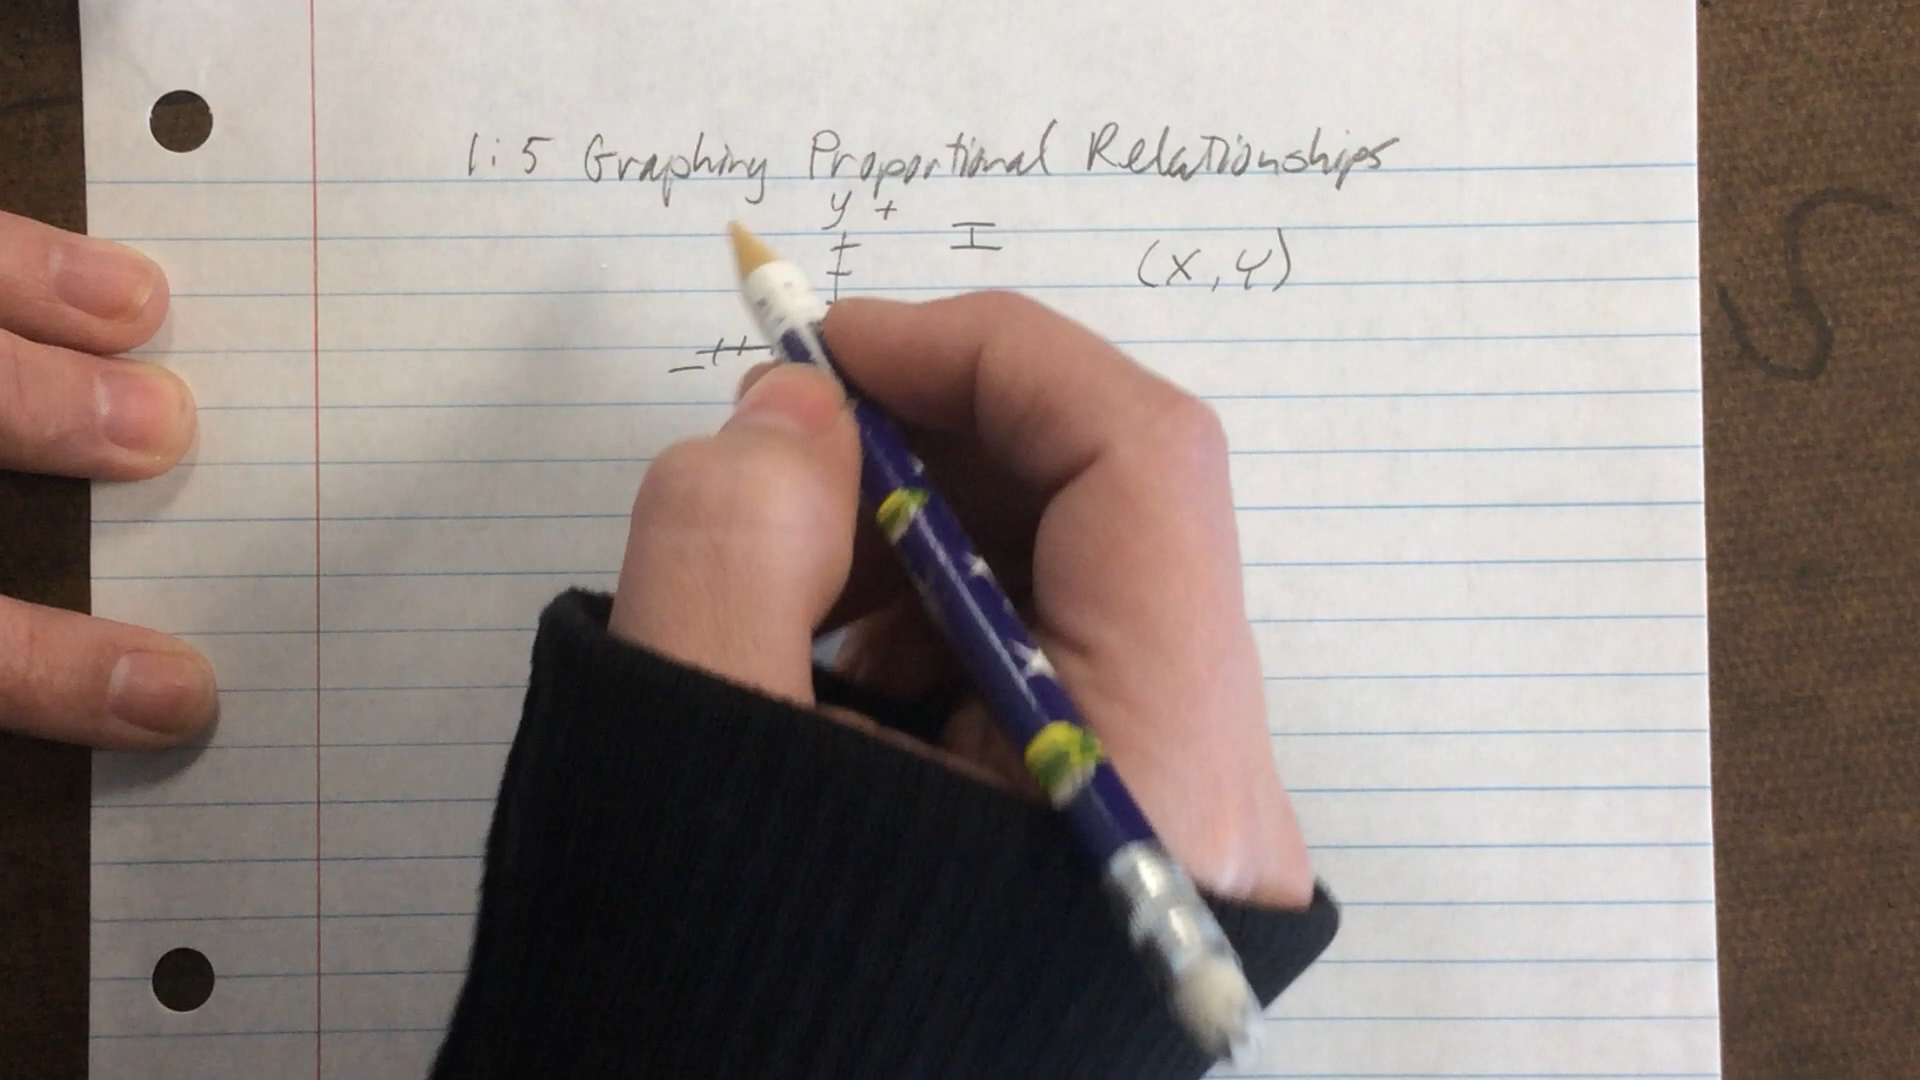 1:5 Graphing Proportional Relationships
y +
I (x, y)
-